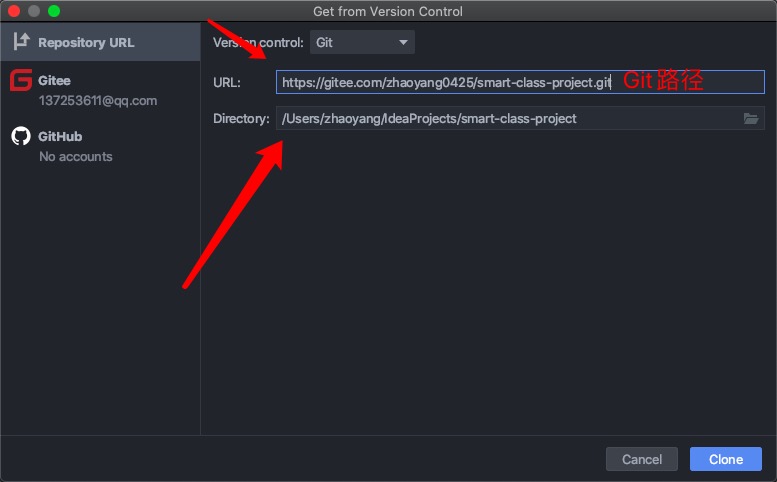 Get from Version Control
Repository URL
Gitee
137253611@qq.com
GitHub
No accounts
Version control: Git
URL: https://gitee.com/zhaoyang0425/smart-class-project.git Git 路径
Directory: /Users/zhaoyang/IdeaProjects/smart-class-project
Cancel Clone